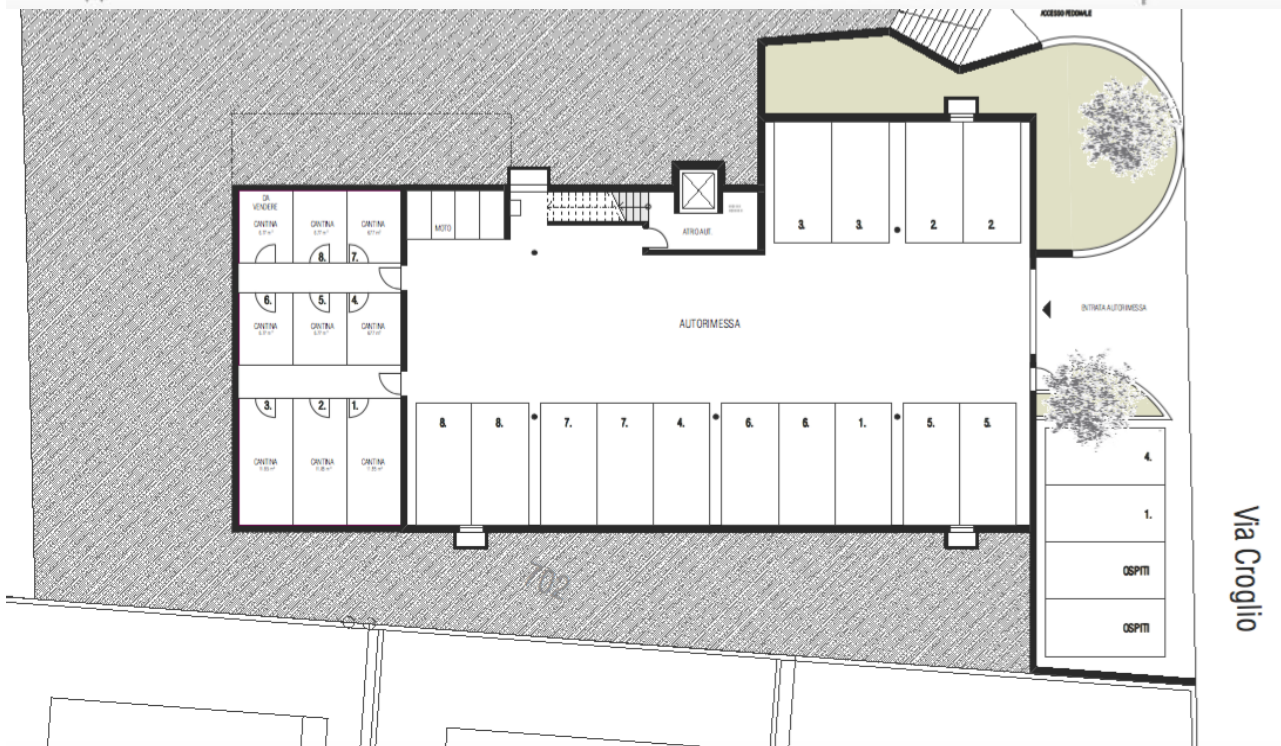 ACCESSO PEDONALE
DA
VENDERE
CANTINA
CANTINA
CANTINA
8.
7.
MOTO
ATRIO AUT.
3.
3.
2.
2.
6.
5.
4.
CANTINA
CANTINA
CANTINA
AUTORIMESSA
ENTRATA AUTORIMESSA
3.
2.
1.
CANTINA
CANTINA
CANTINA
8.
8.
7.
7.
4.
6.
6.
1.
5.
5.
4.
1.
OSPITI
OSPITI
Via Croglio
702